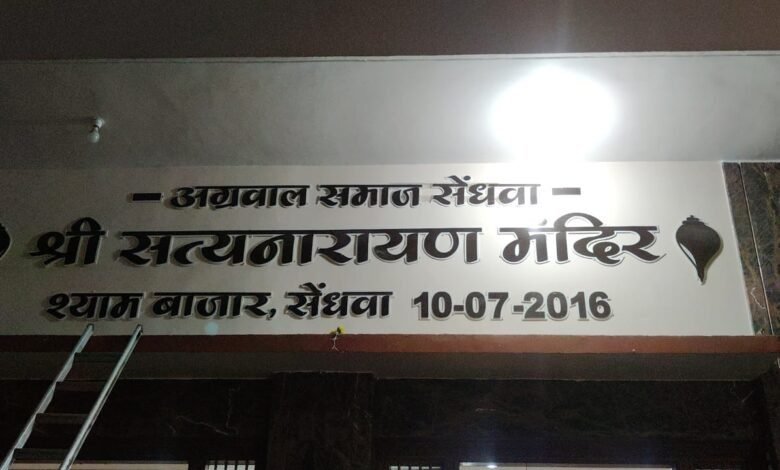 - अग्रवाल समाज सेंधवा -
श्री सत्यनारायण मंदिर
श्याम बाजार, सेंधवा 10-07-2016